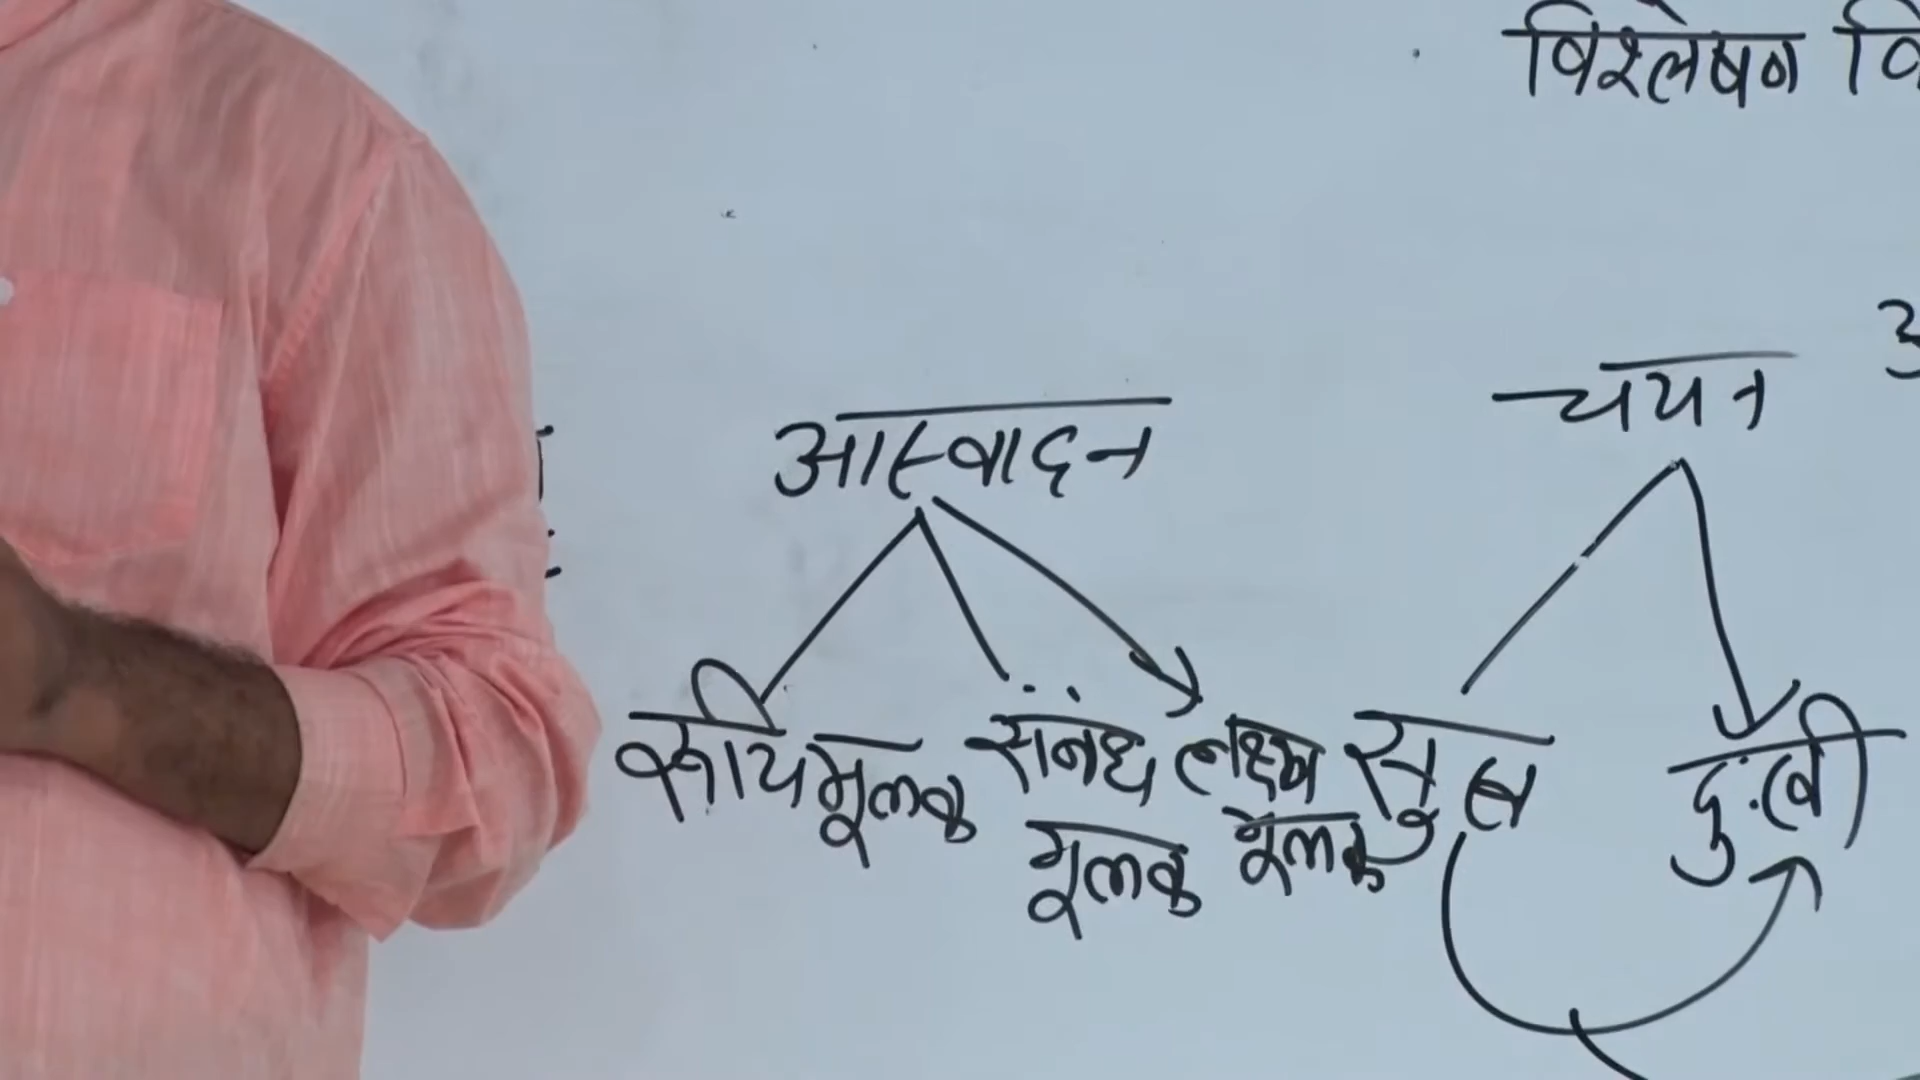 विश्लेषण वि
चयन
आस्वादन
कार्यमूलक संबंध मूलक लक्ष्य मूलक
सुख दुःखी